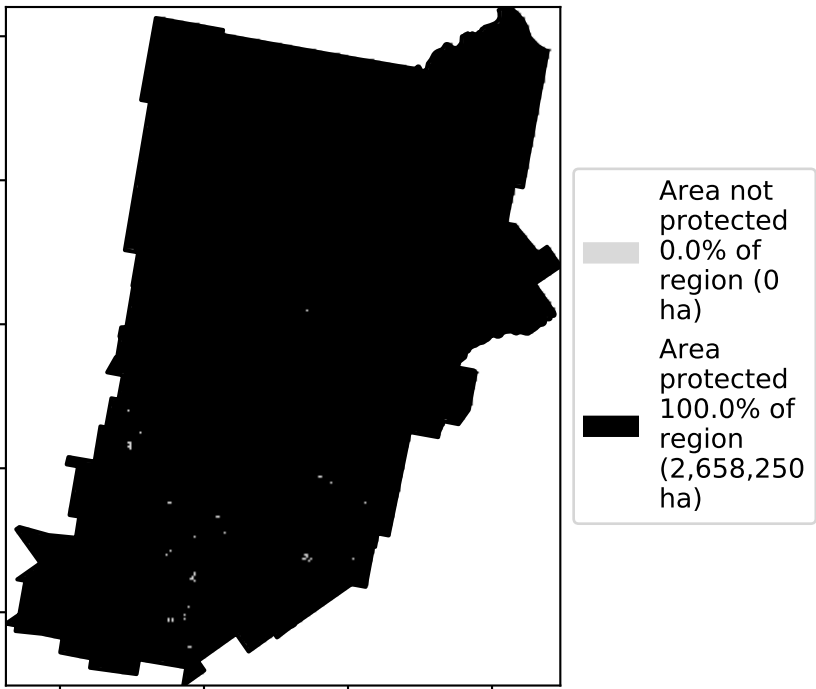 Area not
protected
0.0% of
region (0
ha)
Area
protected
100.0% of
region
(2,658,250
ha)